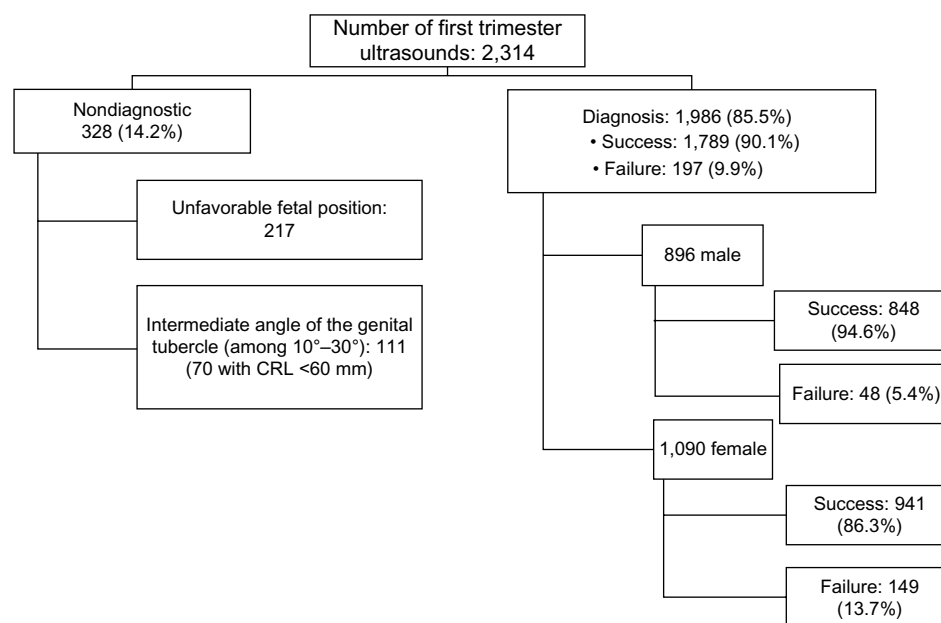 Number of first trimester
ultrasounds: 2,314
Nondiagnostic
328 (14.2%)
Unfavorable fetal position:
217
Intermediate angle of the genital
tubercle (among 10°–30°): 111
(70 with CRL <60 mm)
Diagnosis: 1,986 (85.5%)
• Success: 1,789 (90.1%)
• Failure: 197 (9.9%)
896 male
Success: 848
(94.6%)
Failure: 48 (5.4%)
1,090 female
Success: 941
(86.3%)
Failure: 149
(13.7%)